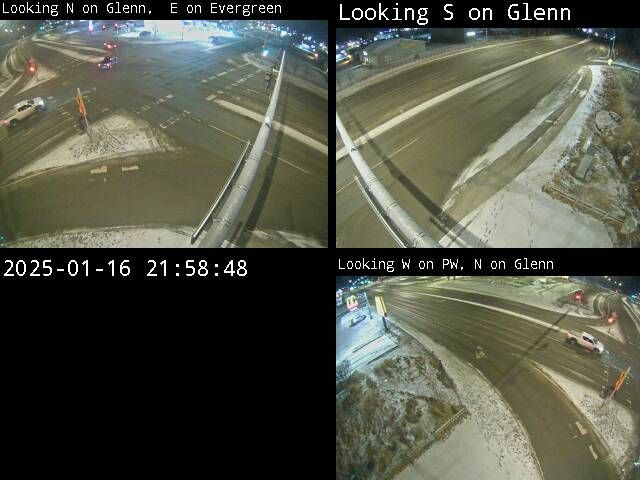 Looking N on Glenn,  E on Evergreen
Looking S on Glenn
2025-01-16 21:58:48
Looking W on PW, N on Glenn